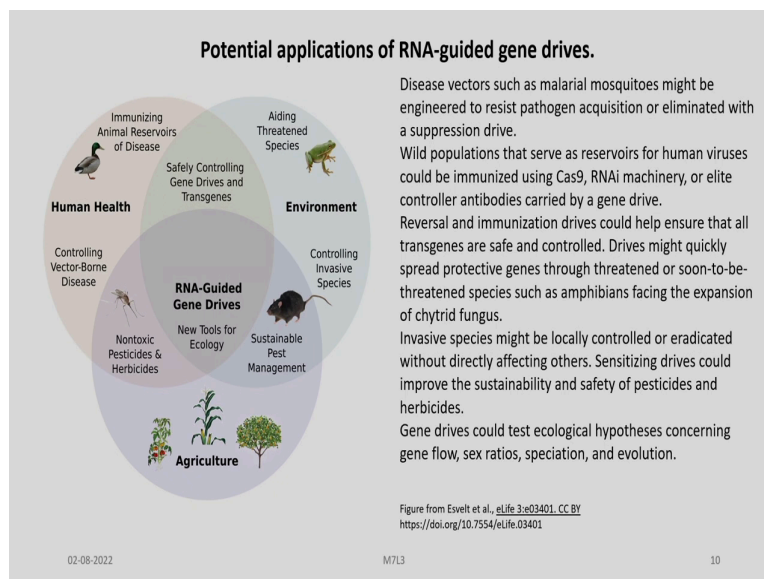 Potential applications of RNA-guided gene drives.
Immunizing
Animal Reservoirs
of Disease
Aiding
Threatened
Species
Safely Controlling
Gene Drives and
Transgenes
Human Health
Environment
Controlling
Vector-Borne
Disease
Controlling
Invasive
Species
RNA-Guided
Gene Drives
New Tools for
Ecology
Nontoxic
Pesticides &
Herbicides
Sustainable
Pest
Management
Agriculture
Disease vectors such as malarial mosquitoes might be
engineered to resist pathogen acquisition or eliminated with
a suppression drive.
Wild populations that serve as reservoirs for human viruses
could be immunized using Cas9, RNAi machinery, or elite
controller antibodies carried by a gene drive.
Reversal and immunization drives could help ensure that all
transgenes are safe and controlled. Drives might quickly
spread protective genes through threatened or soon-to-be-
threatened species such as amphibians facing the expansion
of chytrid fungus.
Invasive species might be locally controlled or eradicated
without directly affecting others. Sensitizing drives could
improve the sustainability and safety of pesticides and
herbicides.
Gene drives could test ecological hypotheses concerning
gene flow, sex ratios, speciation, and evolution.
Figure from Esvelt et al., eLife 3:e03401. CC BY
https://doi.org/10.7554/eLife.03401
02-08-2022
M7L3
10